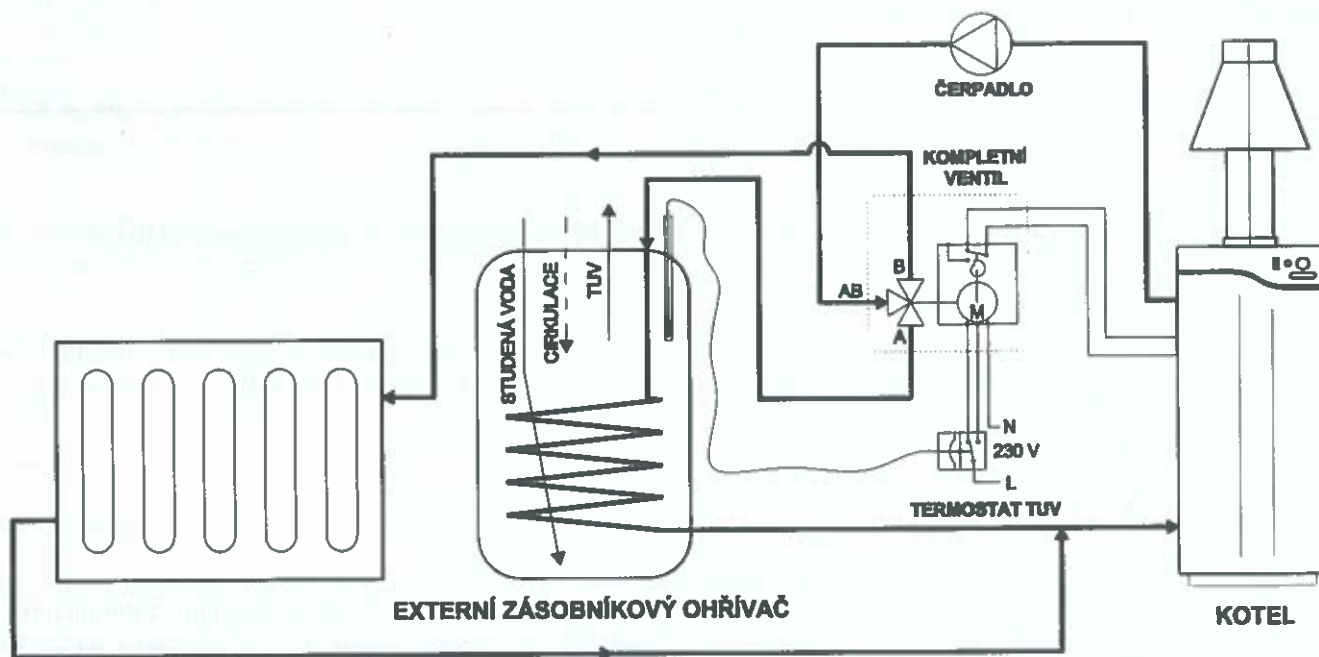 ČERPADLO
KOMPLETNÍ
VENTIL
STUDENÁ VODA
CIRKULACE
TUV
AB
B
A
M
N
230 V
L
TERMOSTAT TUV
EXTERNÍ ZÁSOBNÍKOVÝ OHŘÍVAČ
KOTEL